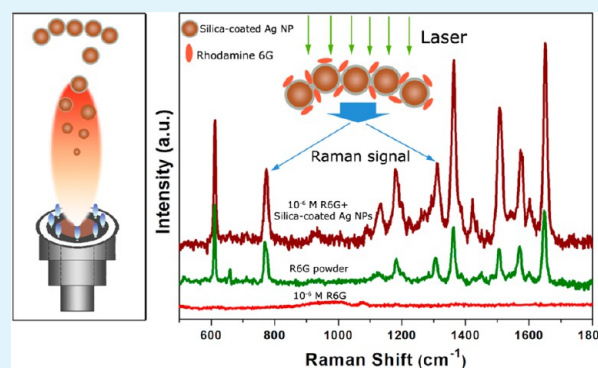 Silica-coated Ag NP
Rhodamine 6G
Laser
Raman signal
10⁻⁶ M R6G+
Silica-coated Ag NPs
R6G powder
10⁻⁶ M R6G
Intensity (a.u.)
600 800 1000 1200 1400 1600 1800
Raman Shift (cm⁻¹)